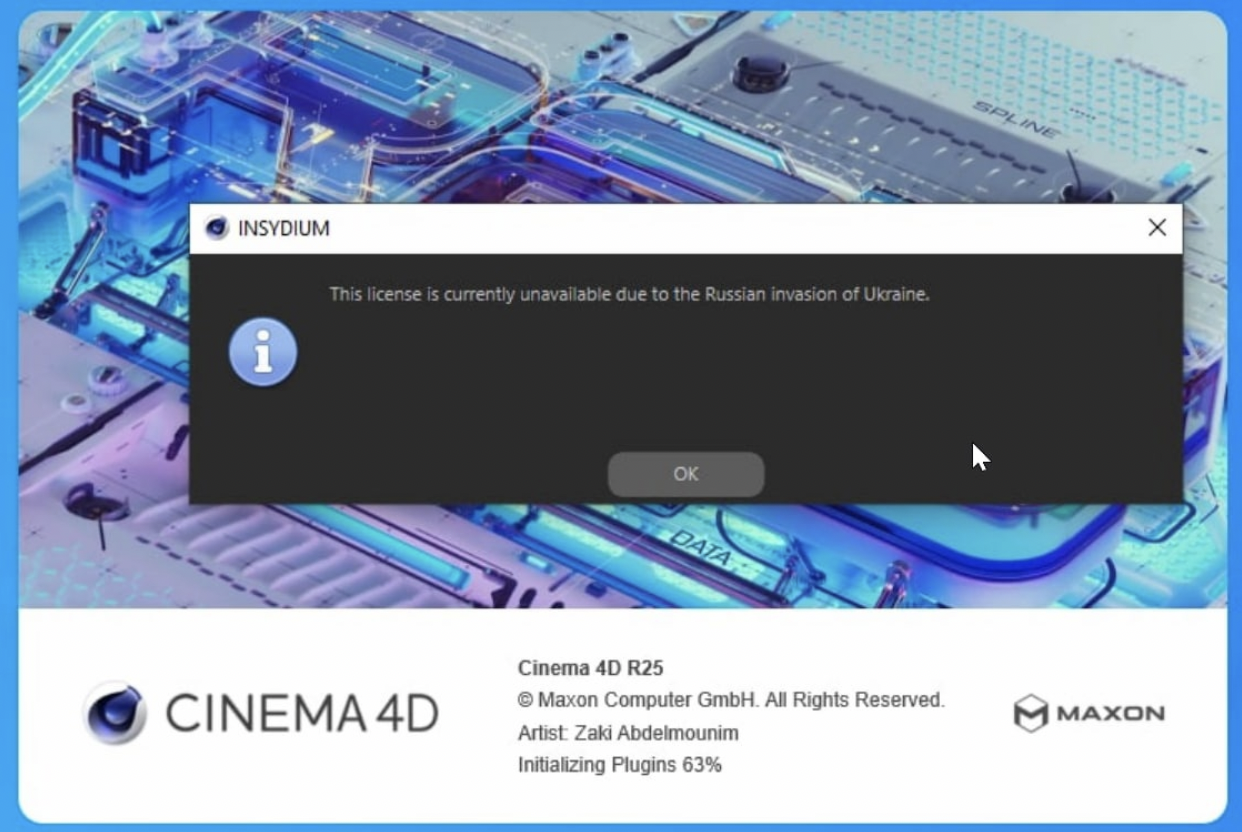 SPLINE
INSYDIUM
This license is currently unavailable due to the Russian invasion of Ukraine.
OK
DATA
CINEMA 4D
Cinema 4D R25
© Maxon Computer GmbH. All Rights Reserved.
Artist: Zaki Abdelmounim
Initializing Plugins 63%
MAXON